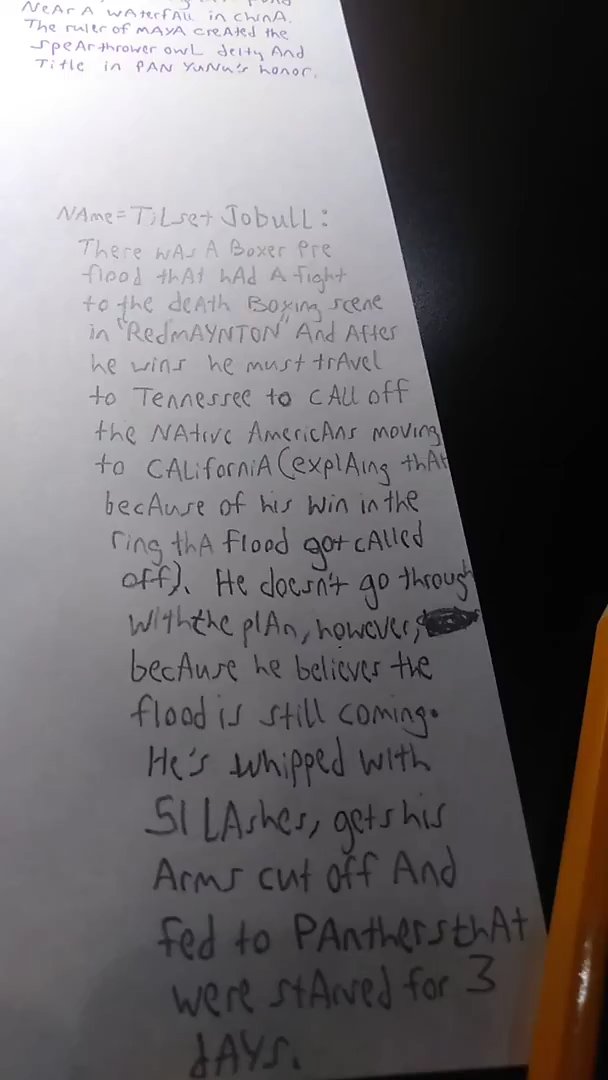 NeAr A WAterfAll in ChinA.
The ruler of MAYA creAted the
SpeAr thrower owL deity And
Title in PAN YuNu's honor.
NAme=TiLset JobuLL:
There wAs A Boxer Pre
flood thAt hAd A fight
to the deAth Boxing scene
in "RedmAYNTON" And After
he wins he must trAvel
to Tennessee to cAll off
the NAtive AmericAns moving
to CALiforniA (explAing thAt
becAuse of his win in the
ring thA flood got cAlled
off). He doesn't go through
with the plAn, however,
becAuse he believes the
flood is still coming.
He's whipped with
51 LAshes, gets his
Arms cut off And
fed to PAnthers thAt
were stArved for 3
dAYS.